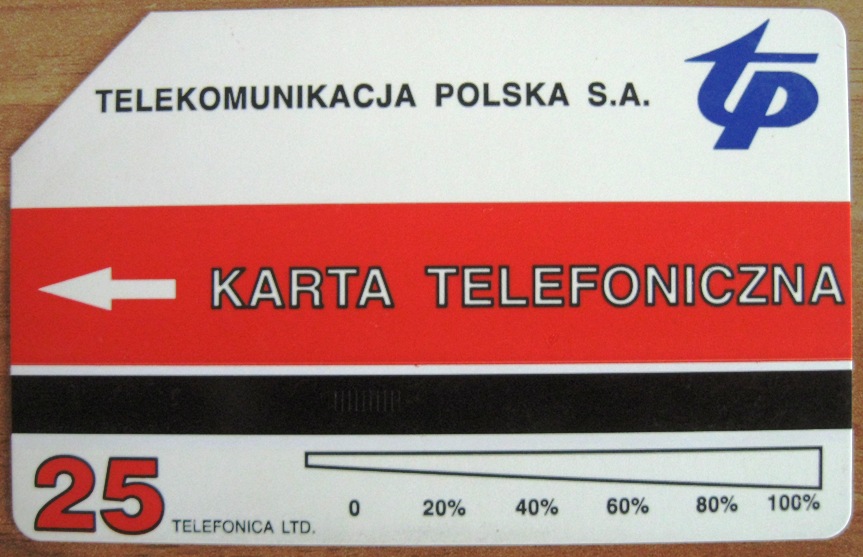 TELEKOMUNIKACJA POLSKA S.A.
tp
KARTA TELEFONICZNA
25
TELEFONICA LTD.
0 20% 40% 60% 80% 100%